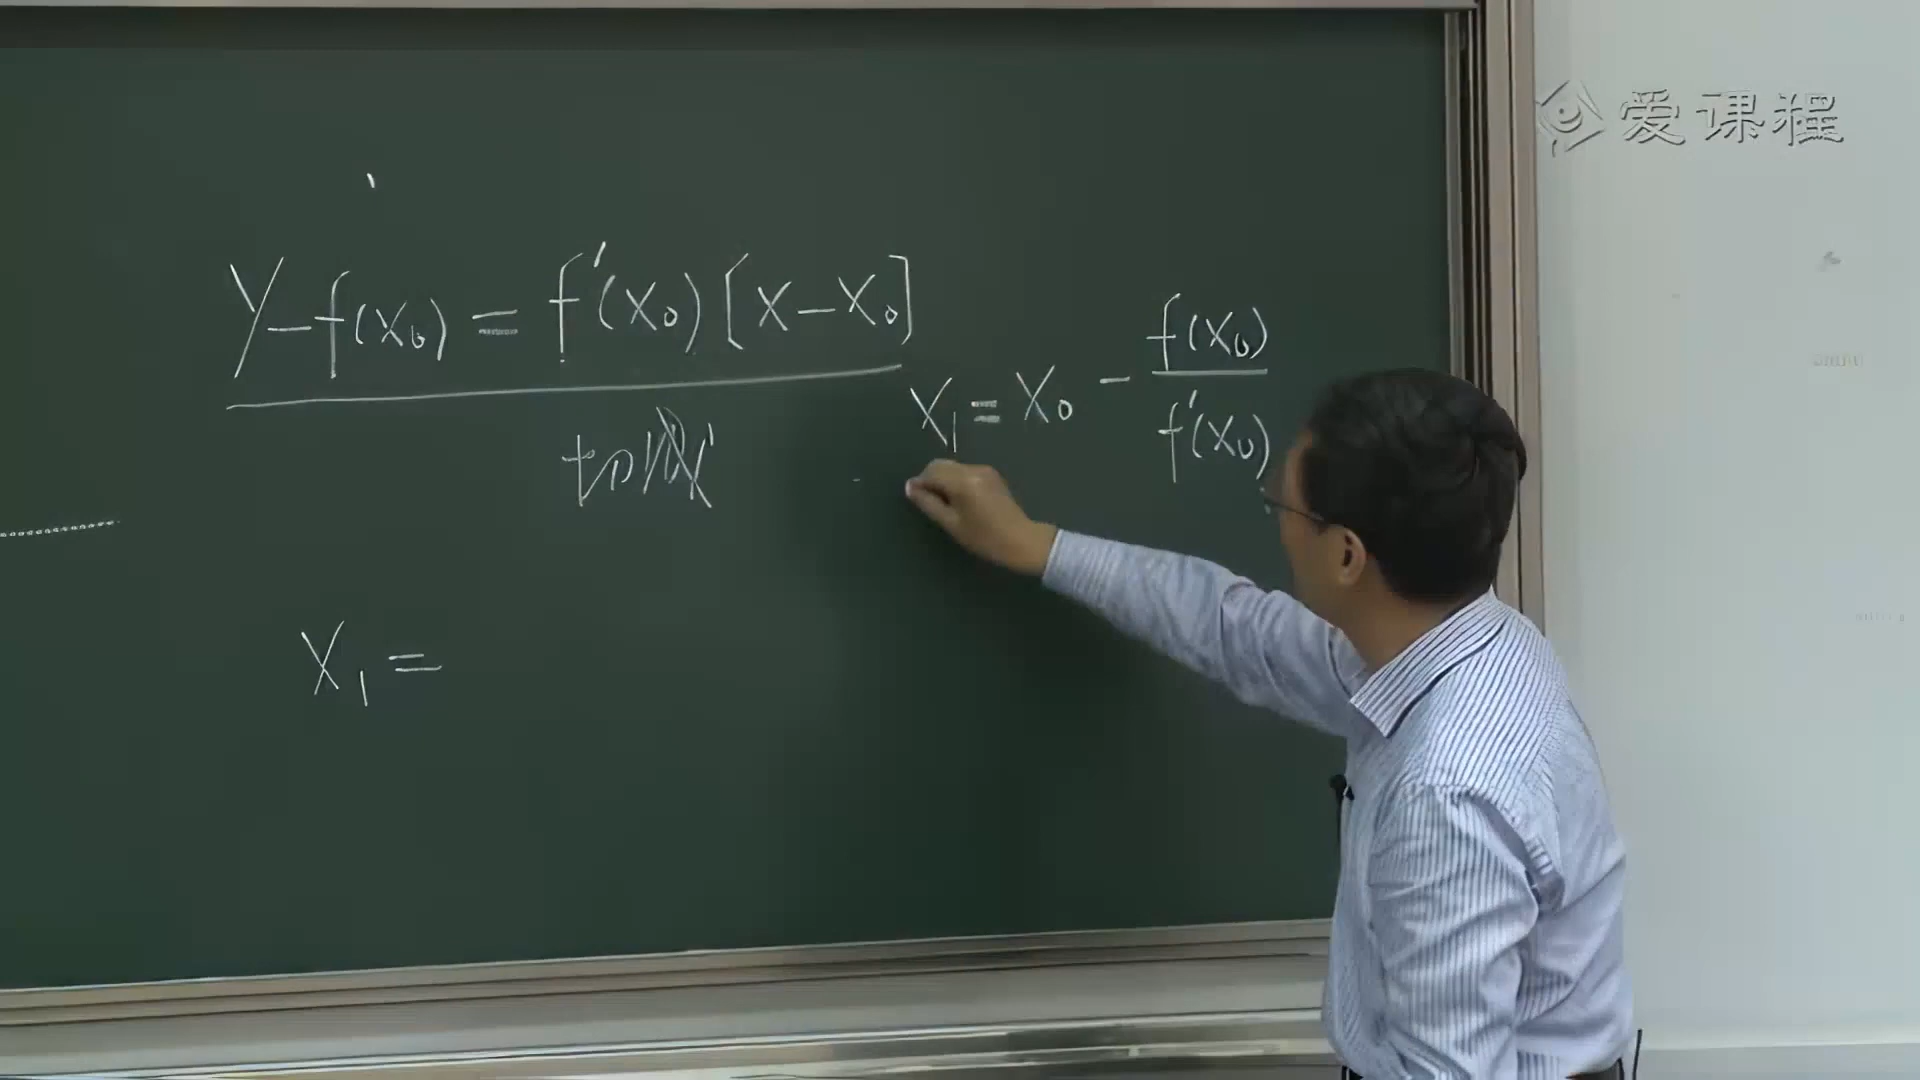 爱课程
y-f(x₀)=f'(x₀)[x-x₀]
切线
x₁=x₀-f(x₀)/f'(x₀)
x₁=